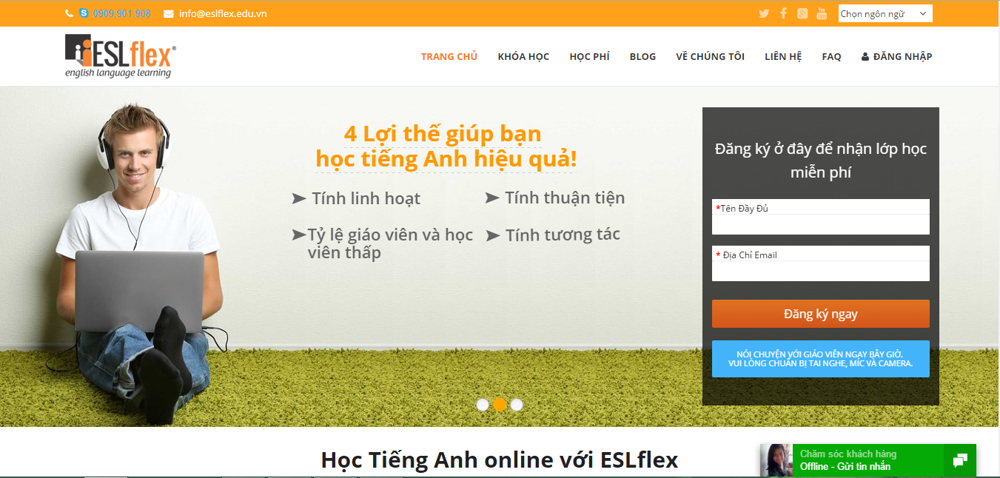 0909.901.908 info@eslflex.edu.vn Chọn ngôn ngữ
ESLflex®
english language learning
TRANG CHỦ KHÓA HỌC HỌC PHÍ BLOG VỀ CHÚNG TÔI LIÊN HỆ FAQ ĐĂNG NHẬP
4 Lợi thế giúp bạn
học tiếng Anh hiệu quả!
Tính linh hoạt
Tính thuận tiện
Tỷ lệ giáo viên và học
viên thấp
Tính tương tác
Đăng ký ở đây để nhận lớp học
miễn phí
*Tên Đầy Đủ
* Địa Chỉ Email
Đăng ký ngay
NÓI CHUYỆN VỚI GIÁO VIÊN NGAY BÂY GIỜ.
VUI LÒNG CHUẨN BỊ TAI NGHE, MÍC VÀ CAMERA.
Học Tiếng Anh online với ESLflex
Chăm sóc khách hàng
Offline - Gửi tin nhắn